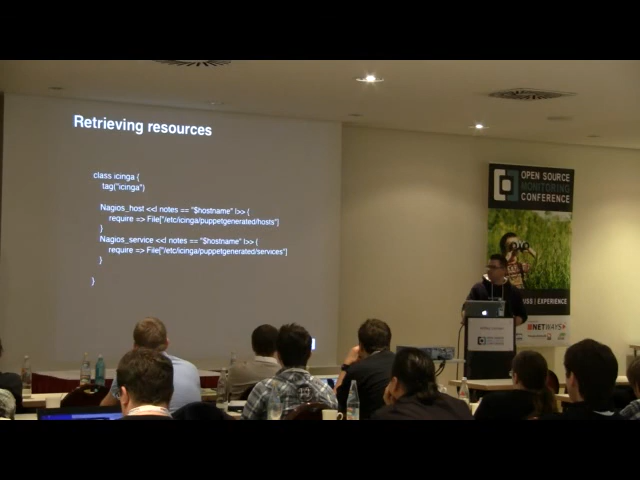 Retrieving resources
class icinga {
tag("icinga")
Nagios_host <<| notes == "$hostname" |>> {
require => File["/etc/icinga/puppetgenerated/hosts"]
}
Nagios_service <<| notes == "$hostname" |>> {
require => File["/etc/icinga/puppetgenerated/services"]
}
}
OPEN SOURCE
MONITORING
CONFERENCE
| EXPERIENCE
NETWAYS